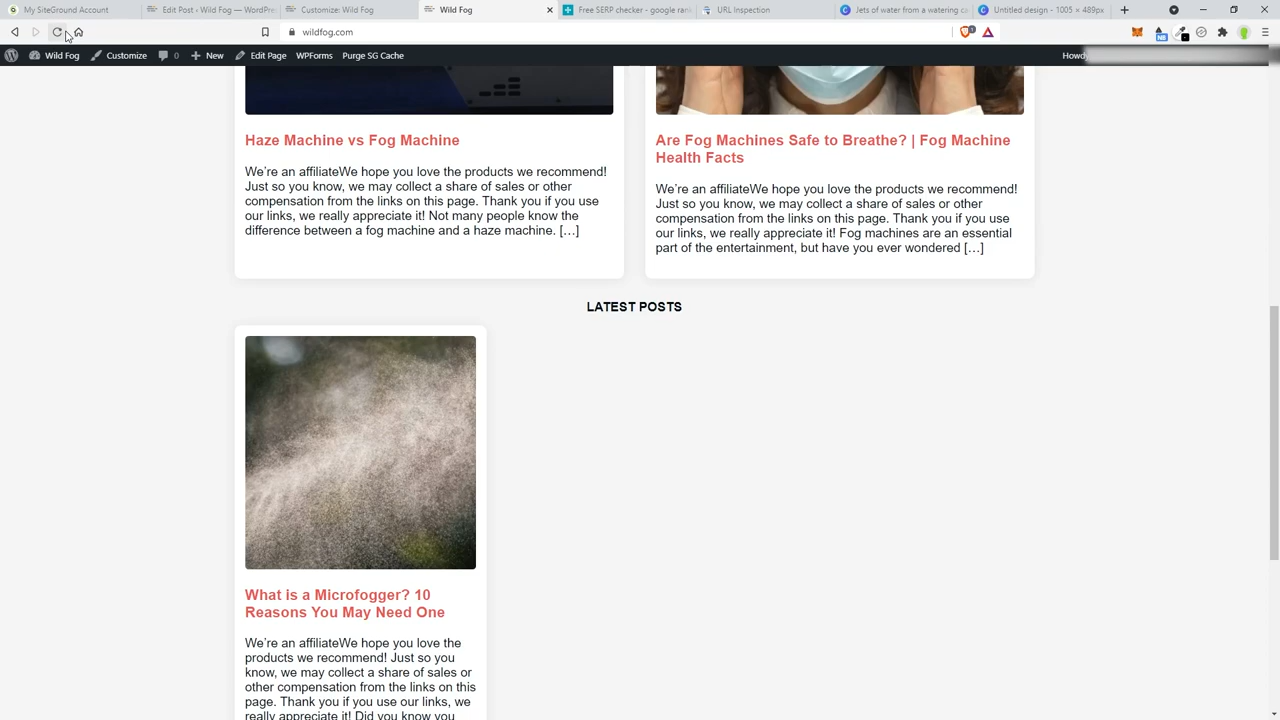 My SiteGround Account
Edit Post ‹ Wild Fog — WordPre
Customize: Wild Fog
Wild Fog
Free SERP checker - google rank
URL Inspection
Jets of water from a watering ca
Untitled design - 1005 × 489px
wildfog.com
Wild Fog
Customize
0
New
Edit Page
WPForms
Purge SG Cache
Howdy
Haze Machine vs Fog Machine
We're an affiliateWe hope you love the products we recommend!
Just so you know, we may collect a share of sales or other
compensation from the links on this page. Thank you if you use
our links, we really appreciate it! Not many people know the
difference between a fog machine and a haze machine. […]
Are Fog Machines Safe to Breathe? | Fog Machine
Health Facts
We're an affiliateWe hope you love the products we recommend!
Just so you know, we may collect a share of sales or other
compensation from the links on this page. Thank you if you use
our links, we really appreciate it! Fog machines are an essential
part of the entertainment, but have you ever wondered […]
LATEST POSTS
What is a Microfogger? 10
Reasons You May Need One
We're an affiliateWe hope you love the
products we recommend! Just so you
know, we may collect a share of sales or
other compensation from the links on this
page. Thank you if you use our links, we
really appreciate it! Did you know you